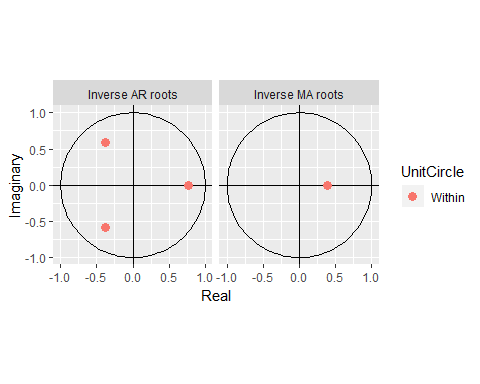 Inverse AR roots
Inverse MA roots
1.0
0.5
0.0
-0.5
-1.0
Imaginary
-1.0 -0.5 0.0 0.5 1.0
-1.0 -0.5 0.0 0.5 1.0
Real
UnitCircle
Within